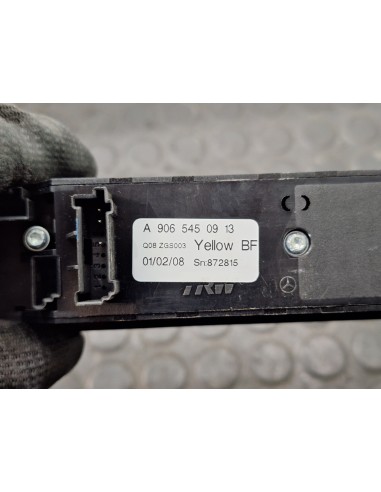 A 906 545 09 13
Q08 ZGS003 Yellow BF
01/02/08 Sn:872815
TRW